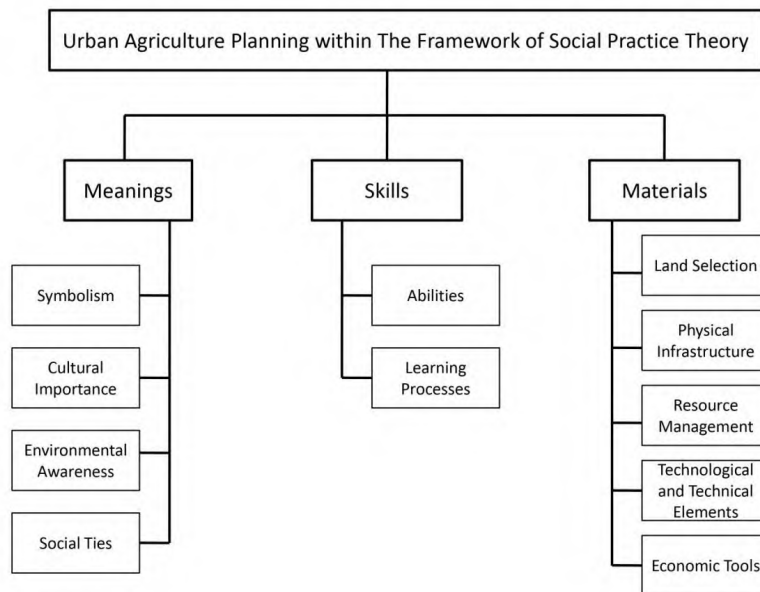 Urban Agriculture Planning within The Framework of Social Practice Theory
Meanings
Skills
Materials
Symbolism
Cultural
Importance
Environmental
Awareness
Social Ties
Abilities
Learning
Processes
Land Selection
Physical
Infrastructure
Resource
Management
Technological
and Technical
Elements
Economic Tools